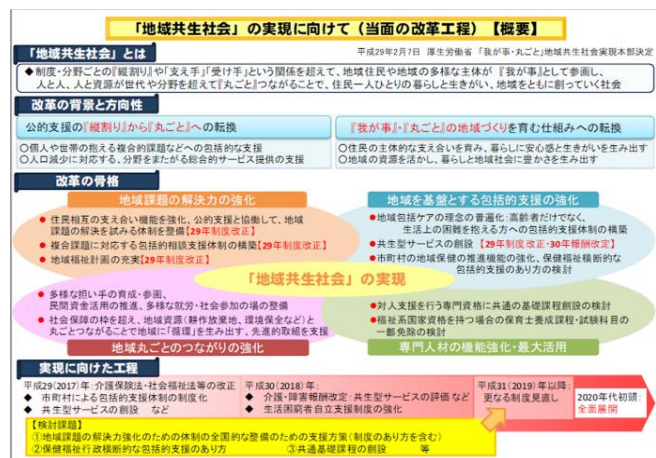 「地域共生社会」の実現に向けて(当面の改革工程)【概要】
「地域共生社会」とは
平成29年2月7日 厚生労働省 「我が事・丸ごと」地域共生社会実現本部決定
◆制度・分野ごとの『縦割り』や「支え手」「受け手」という関係を超えて、地域住民や地域の多様な主体が 『我が事』として参画し、
人と人、人と資源が世代や分野を超えて『丸ごと』つながることで、住民一人ひとりの暮らしと生きがい、地域をともに創っていく社会
改革の背景と方向性
公的支援の『縦割り』から『丸ごと』への転換
○個人や世帯の抱える複合的課題などへの包括的な支援
○人口減少に対応する、分野をまたがる総合的サービス提供の支援
『我が事』・『丸ごと』の地域づくりを育む仕組みへの転換
○住民の主体的な支え合いを育み、暮らしに安心感と生きがいを生み出す
○地域の資源を活かし、暮らしと地域社会に豊かさを生み出す
改革の骨格
地域課題の解決力の強化
● 住民相互の支え合い機能を強化、公的支援と協働して、地域
課題の解決を試みる体制を整備【29年制度改正】
● 複合課題に対応する包括的相談支援体制の構築【29年制度改正】
● 地域福祉計画の充実【29年制度改正】
地域を基盤とする包括的支援の強化
● 地域包括ケアの理念の普遍化:高齢者だけでなく、
生活上の困難を抱える方への包括的支援体制の構築
● 共生型サービスの創設 【29年制度改正・30年報酬改定】
● 市町村の地域保健の推進機能の強化、保健福祉横断的な
包括的支援のあり方の検討
「地域共生社会」の実現
● 多様な担い手の育成・参画、
民間資金活用の推進、多様な就労・社会参加の場の整備
● 社会保障の枠を超え、地域資源(耕作放棄地、環境保全など)と
丸ごとつながることで地域に「循環」を生み出す、先進的取組を支援
地域丸ごとのつながりの強化
● 対人支援を行う専門資格に共通の基礎課程創設の検討
● 福祉系国家資格を持つ場合の保育士養成課程・試験科目の
一部免除の検討
専門人材の機能強化・最大活用
実現に向けた工程
平成29(2017)年:介護保険法・社会福祉法等の改正
◆ 市町村による包括的支援体制の制度化
◆ 共生型サービスの創設 など
平成30(2018)年:
◆ 介護・障害報酬改定:共生型サービスの評価 など
◆ 生活困窮者自立支援制度の強化
平成31(2019)年以降:
更なる制度見直し
2020年代初頭:
全面展開
【検討課題】
①地域課題の解決力強化のための体制の全国的な整備のための支援方策(制度のあり方を含む)
②保健福祉行政横断的な包括的支援のあり方 ③共通基礎課程の創設 等